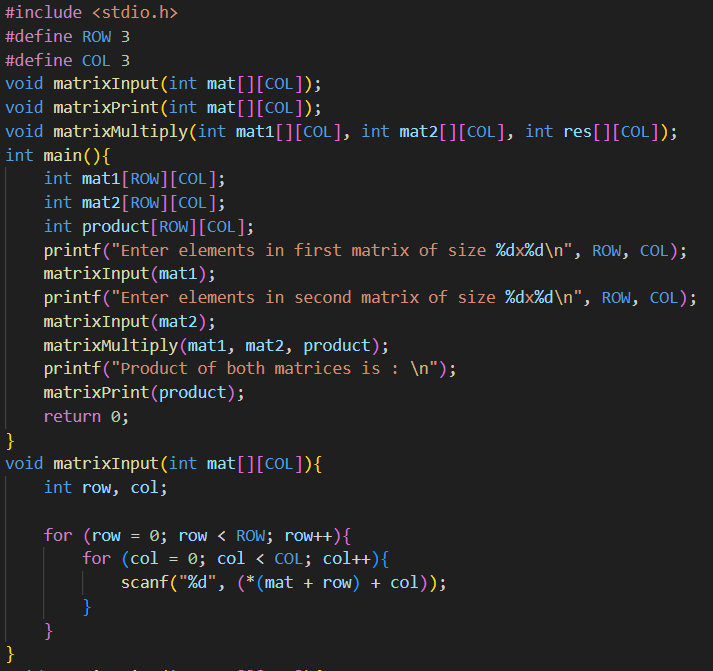 #include <stdio.h>
#define ROW 3
#define COL 3
void matrixInput(int mat[][COL]);
void matrixPrint(int mat[][COL]);
void matrixMultiply(int mat1[][COL], int mat2[][COL], int res[][COL]);
int main(){
    int mat1[ROW][COL];
    int mat2[ROW][COL];
    int product[ROW][COL];
    printf("Enter elements in first matrix of size %dx%d\n", ROW, COL);
    matrixInput(mat1);
    printf("Enter elements in second matrix of size %dx%d\n", ROW, COL);
    matrixInput(mat2);
    matrixMultiply(mat1, mat2, product);
    printf("Product of both matrices is : \n");
    matrixPrint(product);
    return 0;
}
void matrixInput(int mat[][COL]){
    int row, col;

    for (row = 0; row < ROW; row++){
        for (col = 0; col < COL; col++){
            scanf("%d", (*(mat + row) + col));
        }
    }
}